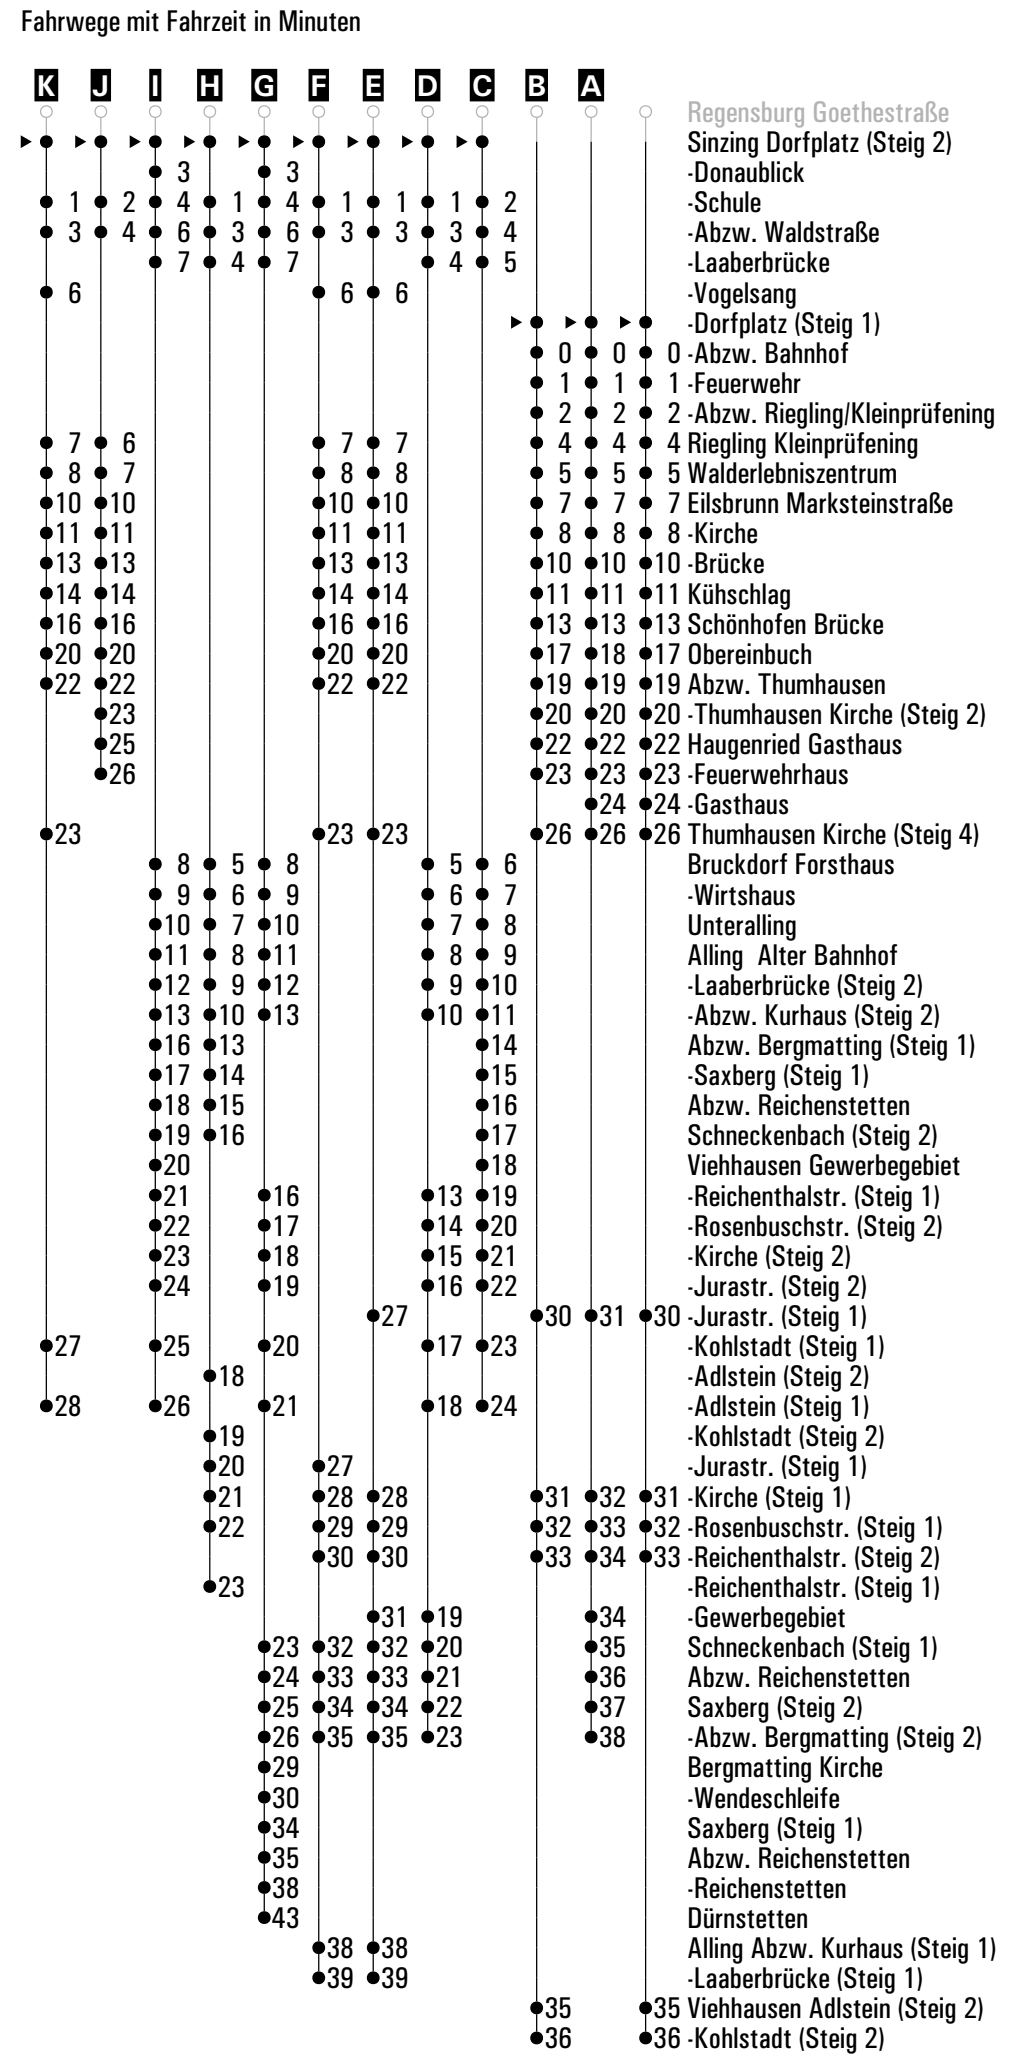 Fahrwege mit Fahrzeit in Minuten
K J I H G F E D C B A
Regensburg Goethestraße
Sinzing Dorfplatz (Steig 2)
3 3 -Donaublick
1 2 4 1 4 1 1 1 2 -Schule
3 4 6 3 6 3 3 3 4 -Abzw. Waldstraße
7 4 7 4 5 -Laaberbrücke
6 6 6 -Vogelsang
-Dorfplatz (Steig 1)
0 0 0 -Abzw. Bahnhof
1 1 1 -Feuerwehr
2 2 2 -Abzw. Riegling/Kleinprüfening
7 6 7 7 4 4 4 Riegling Kleinprüfening
8 7 8 8 5 5 5 Walderlebniszentrum
10 10 10 10 7 7 7 Eilsbrunn Marksteinstraße
11 11 11 11 8 8 8 -Kirche
13 13 13 13 10 10 10 -Brücke
14 14 14 14 11 11 11 Kühschlag
16 16 16 16 13 13 13 Schönhofen Brücke
20 20 20 20 17 18 17 Obereinbuch
22 22 22 22 19 19 19 Abzw. Thumhausen
23 20 20 20 -Thumhausen Kirche (Steig 2)
25 22 22 22 Haugenried Gasthaus
26 23 23 23 -Feuerwehrhaus
24 24 -Gasthaus
23 23 23 26 26 26 Thumhausen Kirche (Steig 4)
8 5 8 5 6 Bruckdorf Forsthaus
9 6 9 6 7 -Wirtshaus
10 7 10 7 8 Unteralling
11 8 11 8 9 Alling Alter Bahnhof
12 9 12 9 10 -Laaberbrücke (Steig 2)
13 10 13 10 11 -Abzw. Kurhaus (Steig 2)
16 13 14 Abzw. Bergmatting (Steig 1)
17 14 15 -Saxberg (Steig 1)
18 15 16 Abzw. Reichenstetten
19 16 17 Schneckenbach (Steig 2)
20 18 Viehhausen Gewerbegebiet
21 16 13 19 -Reichenthalstr. (Steig 1)
22 17 14 20 -Rosenbuschstr. (Steig 2)
23 18 15 21 -Kirche (Steig 2)
24 19 16 22 -Jurastr. (Steig 2)
27 30 31 30 -Jurastr. (Steig 1)
27 25 20 17 23 -Kohlstadt (Steig 1)
18 -Adlstein (Steig 2)
28 26 21 18 24 -Adlstein (Steig 1)
19 -Kohlstadt (Steig 2)
20 27 -Jurastr. (Steig 1)
21 28 28 31 32 31 -Kirche (Steig 1)
22 29 29 32 33 32 -Rosenbuschstr. (Steig 1)
30 30 33 34 33 -Reichenthalstr. (Steig 2)
23 -Reichenthalstr. (Steig 1)
31 19 34 -Gewerbegebiet
23 32 32 20 35 Schneckenbach (Steig 1)
24 33 33 21 36 Abzw. Reichenstetten
25 34 34 22 37 Saxberg (Steig 2)
26 35 35 23 38 -Abzw. Bergmatting (Steig 2)
29 Bergmatting Kirche
30 -Wendeschleife
34 Saxberg (Steig 1)
35 Abzw. Reichenstetten
38 -Reichenstetten
43 Dürnstetten
38 38 Alling Abzw. Kurhaus (Steig 1)
39 39 -Laaberbrücke (Steig 1)
35 35 Viehhausen Adlstein (Steig 2)
36 36 -Kohlstadt (Steig 2)